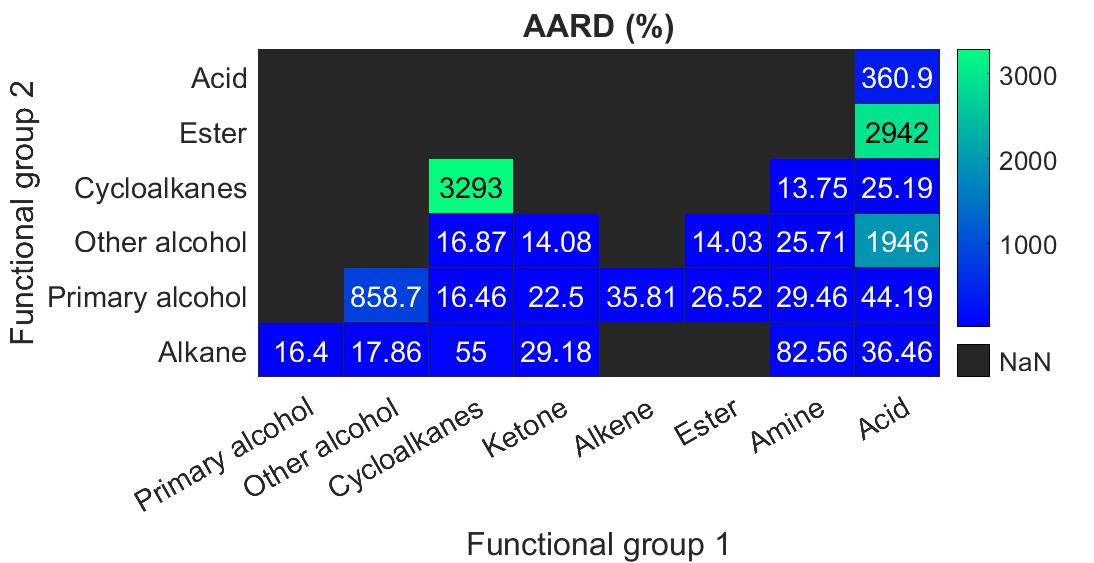 AARD (%)
Functional group 2
Acid 360.9
Ester 2942
Cycloalkanes 3293 13.75 25.19
Other alcohol 16.87 14.08 14.03 25.71 1946
Primary alcohol 858.7 16.46 22.5 35.81 26.52 29.46 44.19
Alkane 16.4 17.86 55 29.18 82.56 36.46
3000
2000
1000
NaN
Primary alcohol Other alcohol Cycloalkanes Ketone Alkene Ester Amine Acid
Functional group 1